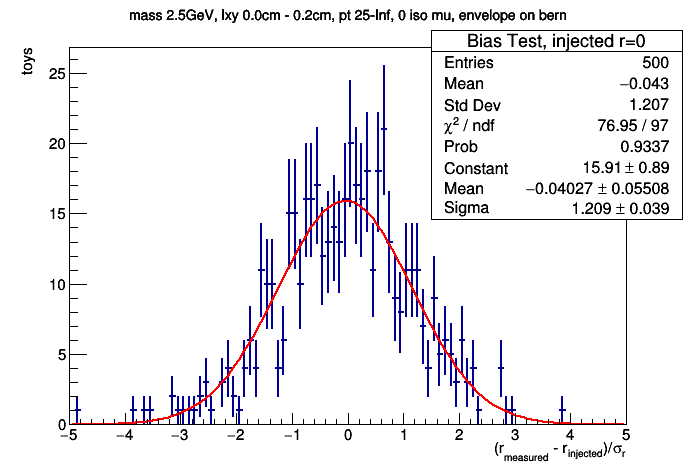 mass 2.5GeV, lxy 0.0cm - 0.2cm, pt 25-Inf, 0 iso mu, envelope on bern
toys
Bias Test, injected r=0
Entries 500
Mean −0.043
Std Dev 1.207
χ² / ndf 76.95 / 97
Prob 0.9337
Constant 15.91 ± 0.89
Mean −0.04027 ± 0.05508
Sigma 1.209 ± 0.039
25
20
15
10
5
0
−5 −4 −3 −2 −1 0 1 2 3 4 5
(r_measured - r_injected)/σ_r